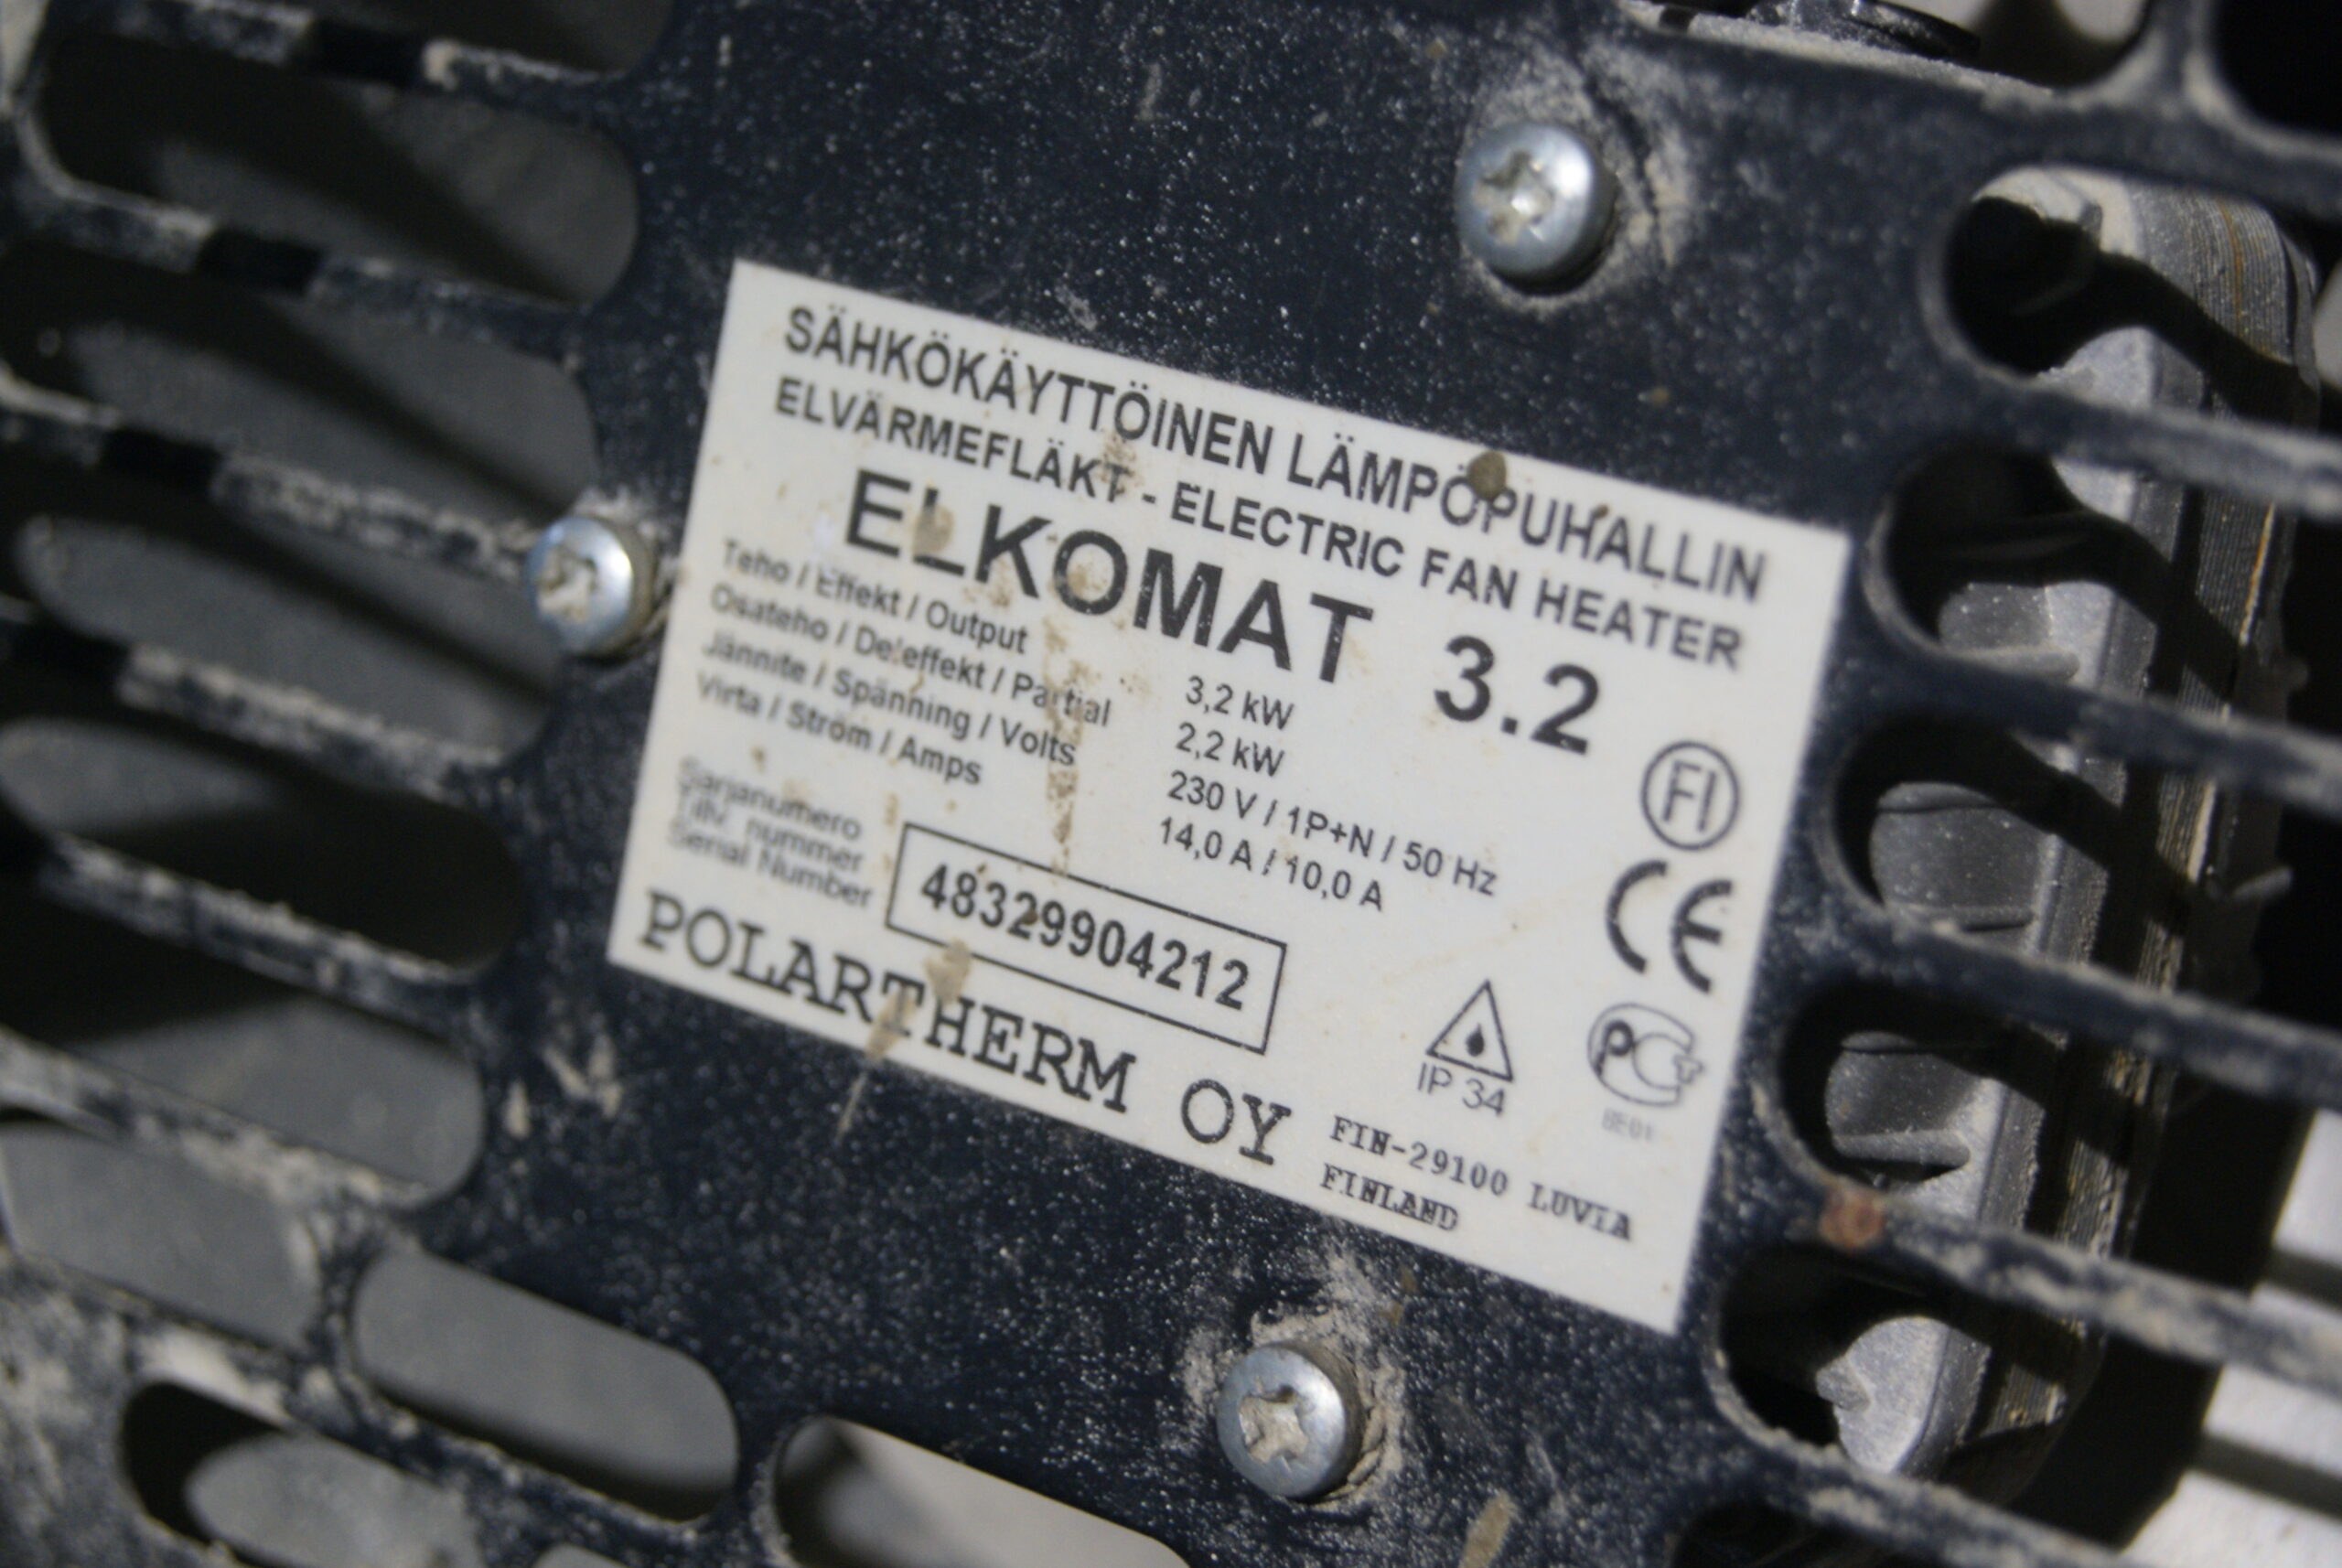 SÄHKÖKÄYTTÖINEN LÄMPÖPUHALLIN
ELVÄRMEFLÄKT - ELECTRIC FAN HEATER
ELKOMAT 3.2
Teho / Effekt / Output 3,2 kW
Osateho / Deleffekt / Partial 2,2 kW
Jännite / Spänning / Volts 230 V / 1P+N / 50 Hz
Virta / Ström / Amps 14,0 A / 10,0 A
FI
CE
Sarjanumero
Tillv. nummer
Serial Number
48329904212
IP 34
POLARTHERM OY
FIN-29100 LUVIA
FINLAND